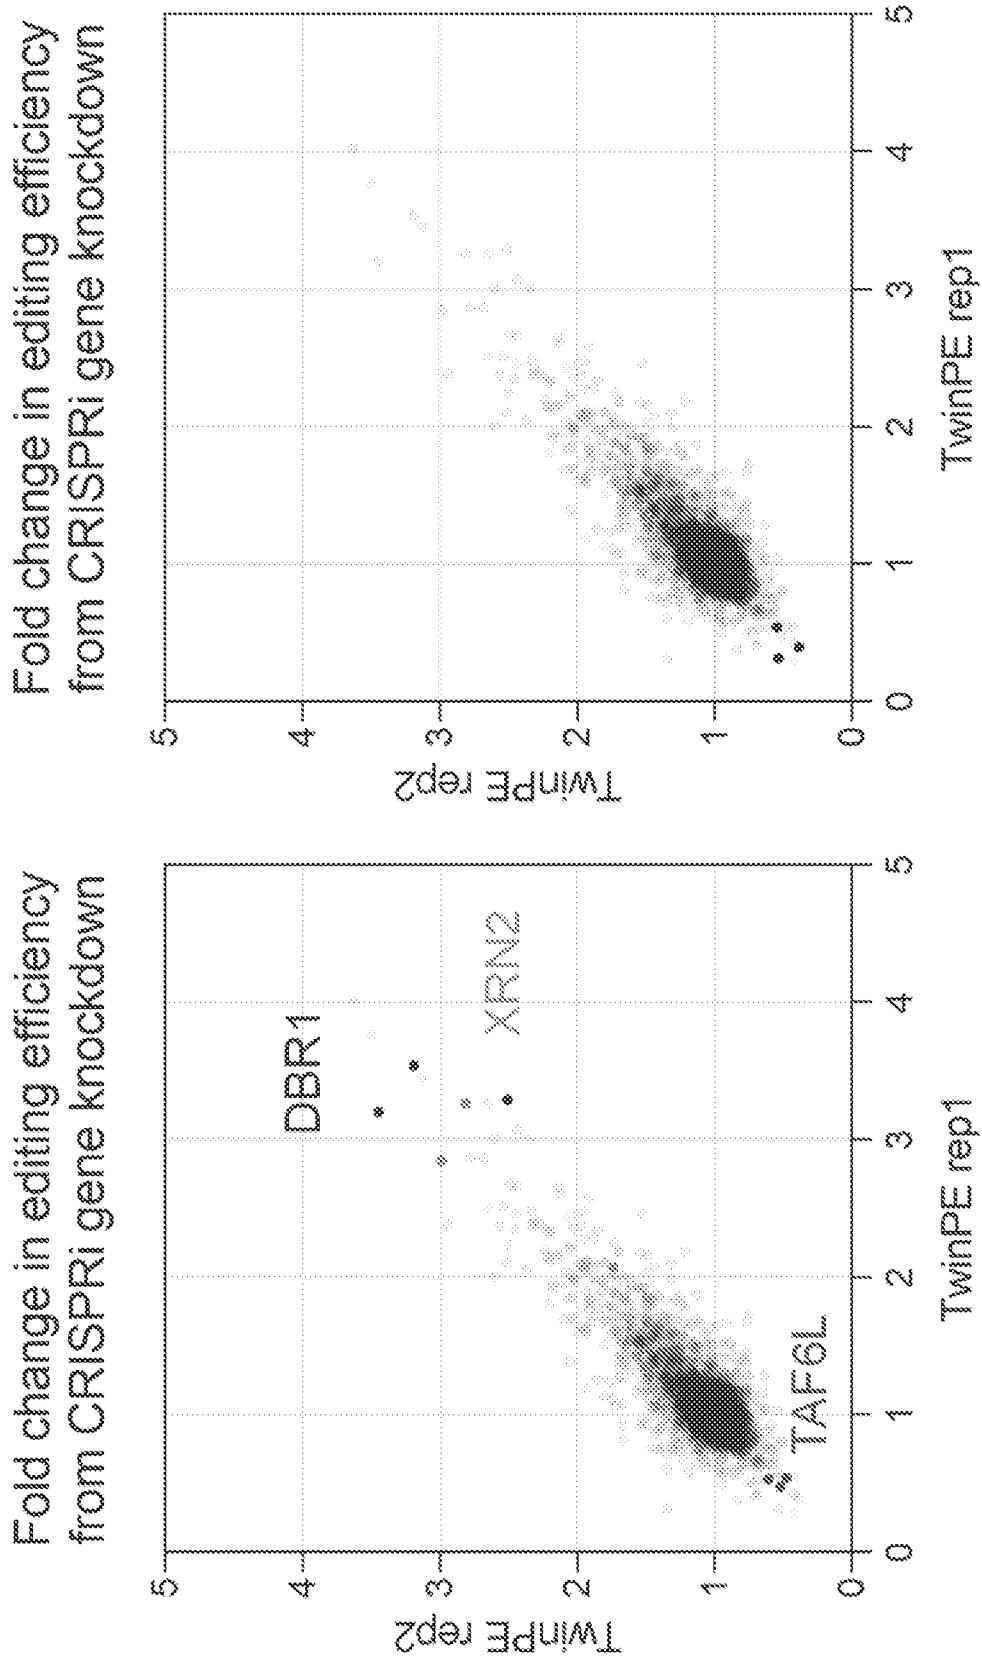 Fold change in editing efficiency
from CRISPRi gene knockdown
5
4
3
2
1
0
TwinPE rep2
DBR1
XRN2
TAF6L
0
1
2
3
4
5
TwinPE rep1
Fold change in editing efficiency
from CRISPRi gene knockdown
5
4
3
2
1
0
TwinPE rep2
0
1
2
3
4
5
TwinPE rep1